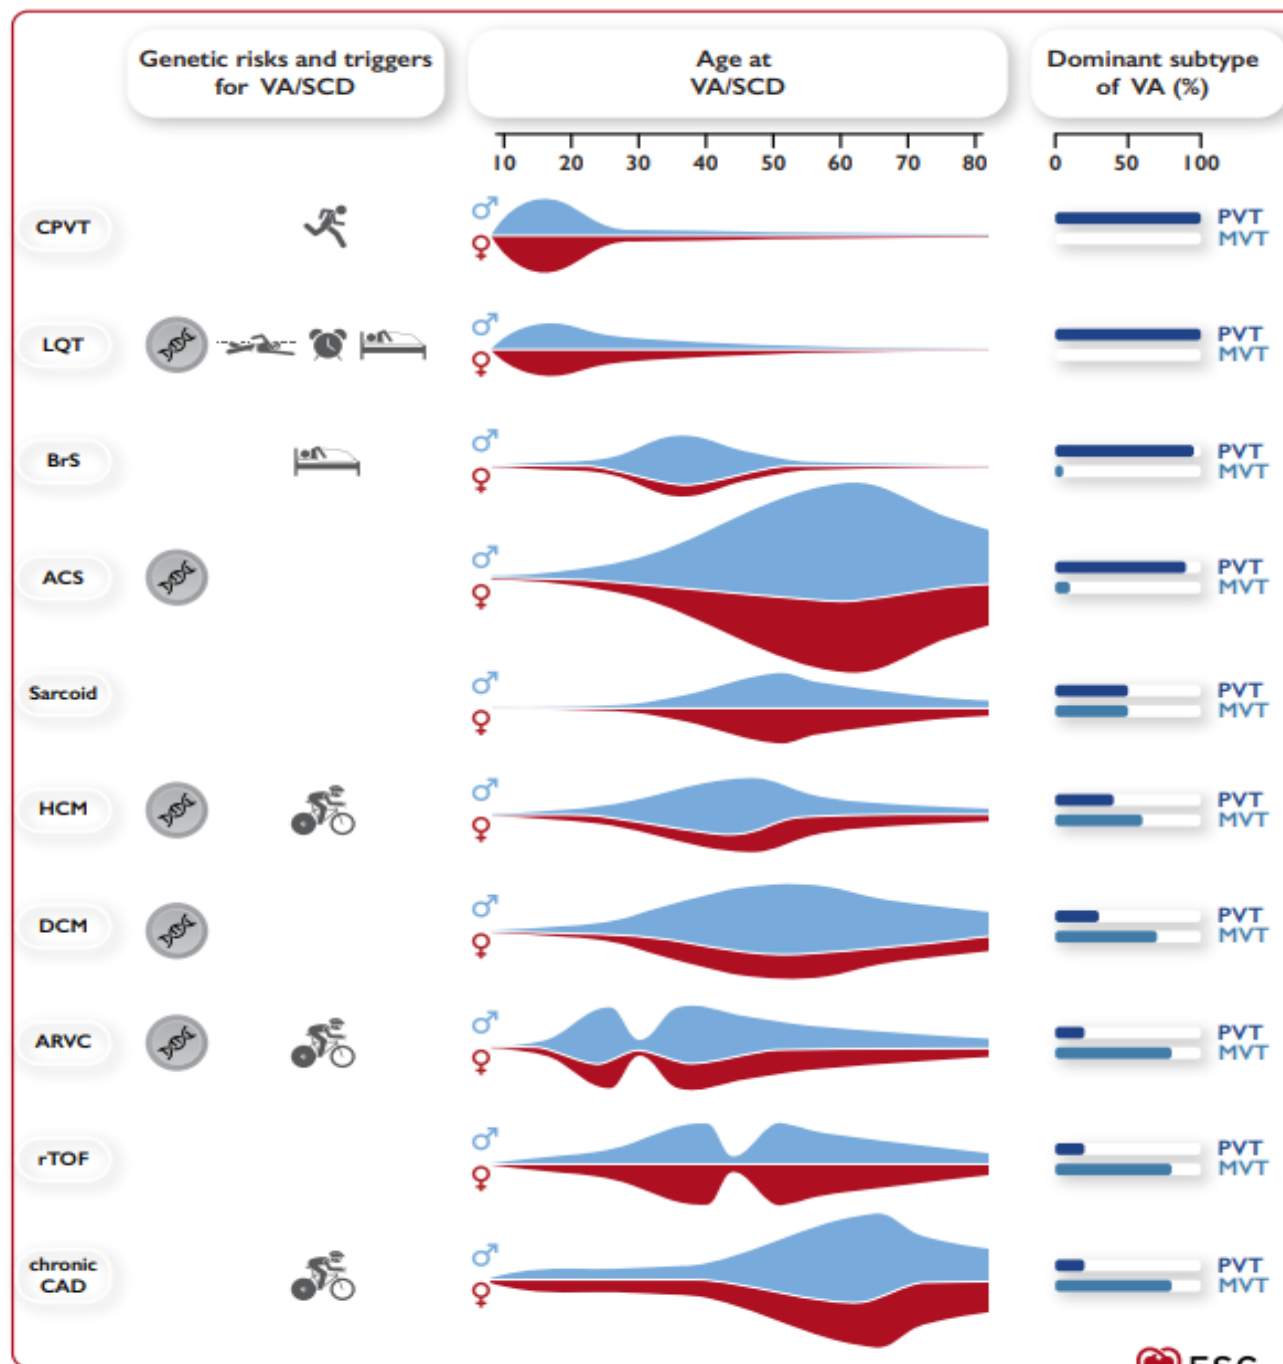 Genetic risks and triggers
for VA/SCD
Age at
VA/SCD
Dominant subtype
of VA (%)
10 20 30 40 50 60 70 80
0 50 100
CPVT
♂
♀
PVT
MVT
LQT
♂
♀
PVT
MVT
BrS
♂
♀
PVT
MVT
ACS
♂
♀
PVT
MVT
Sarcoid
♂
♀
PVT
MVT
HCM
♂
♀
PVT
MVT
DCM
♂
♀
PVT
MVT
ARVC
♂
♀
PVT
MVT
rTOF
♂
♀
PVT
MVT
chronic
CAD
♂
♀
PVT
MVT
ESC